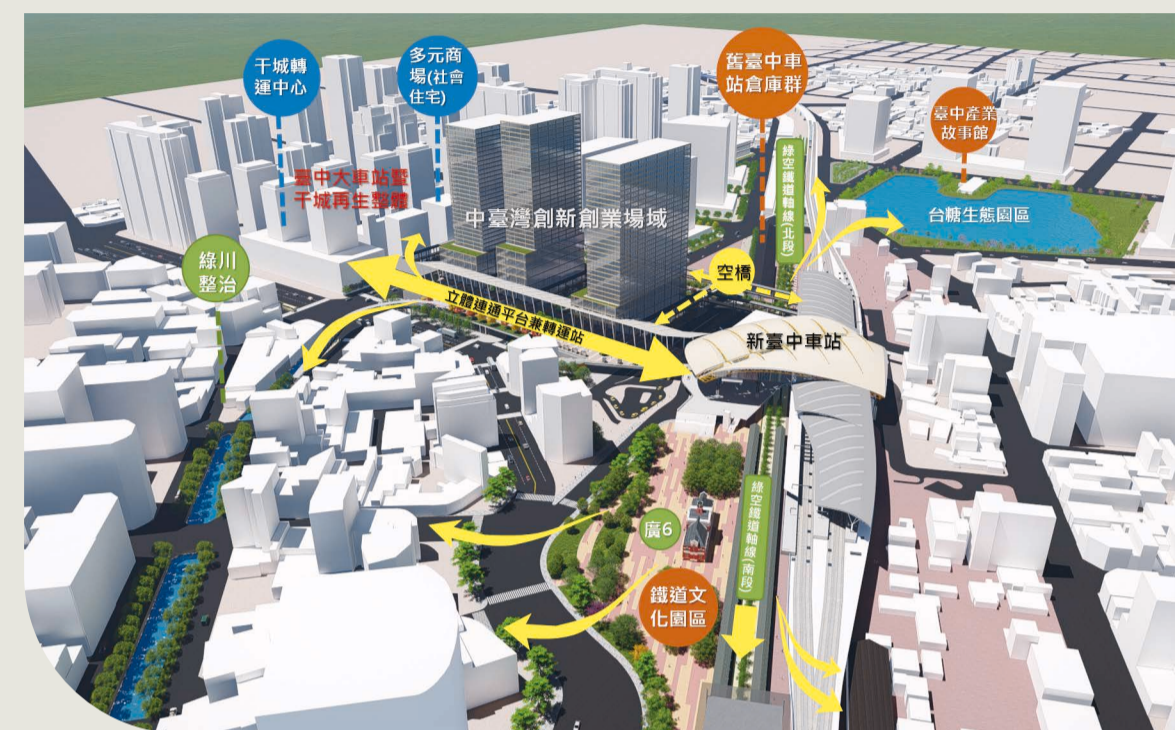 干城轉
運中心
多元商
場(社會
住宅)
舊臺中車
站倉庫群
臺中產業
故事館
綠空鐵道軸線(北段)
臺中大車站暨
干城再生整體
中臺灣創新創業場域
台糖生態園區
綠川
整治
空橋
立體連通平台兼轉運站
新臺中車站
綠空鐵道軸線(南段)
廣6
鐵道文
化園區